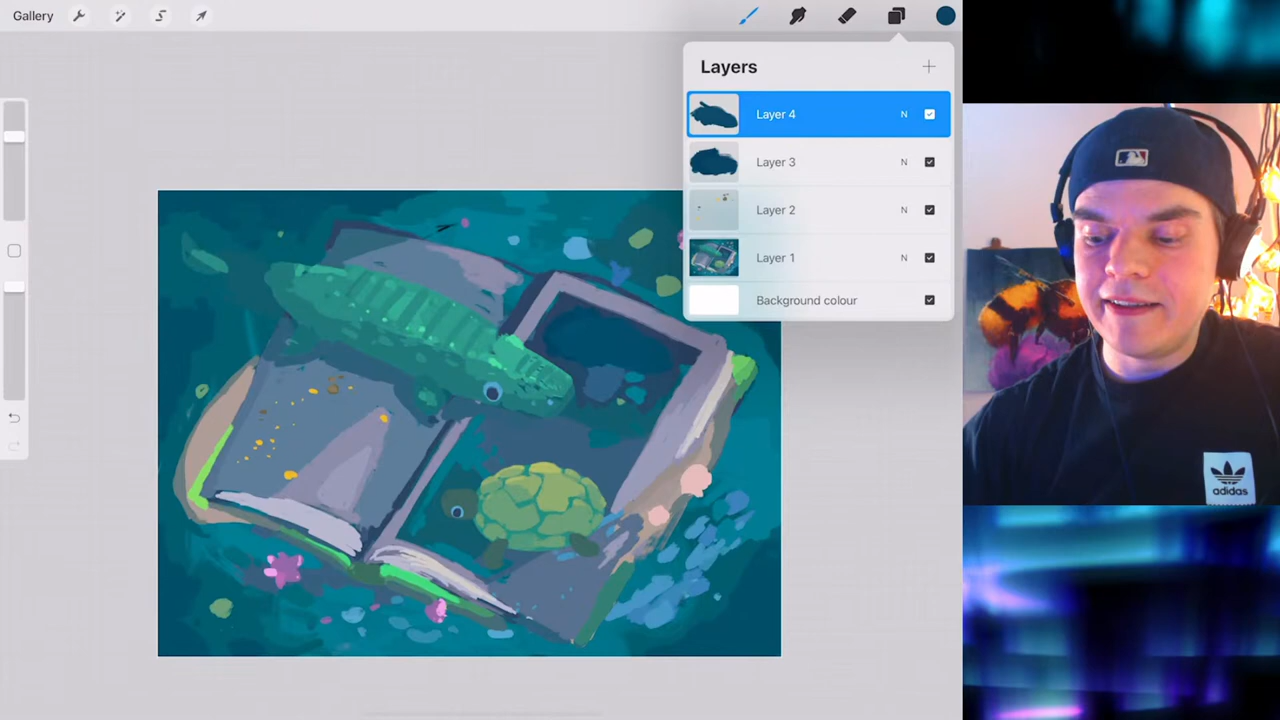 Gallery
Layers
Layer 4 N
Layer 3 N
Layer 2 N
Layer 1 N
Background colour
adidas